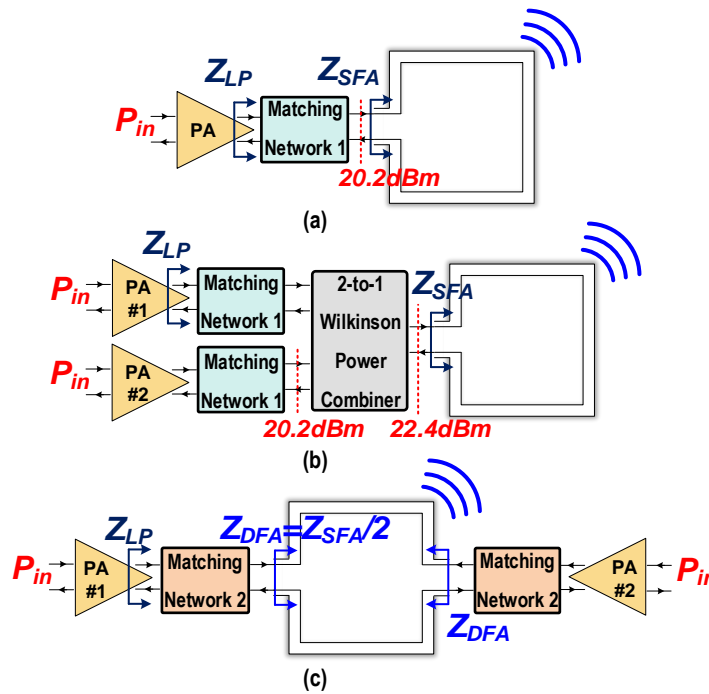 Z_LP
Z_SFA
P_in
PA
Matching
Network 1
20.2dBm
(a)
Z_LP
P_in
PA
#1
Matching
Network 1
2-to-1
Wilkinson
Power
Combiner
Z_SFA
P_in
PA
#2
Matching
Network 1
20.2dBm
22.4dBm
(b)
Z_LP
Z_DFA=Z_SFA/2
P_in
PA
#1
Matching
Network 2
Matching
Network 2
PA
#2
P_in
Z_DFA
(c)